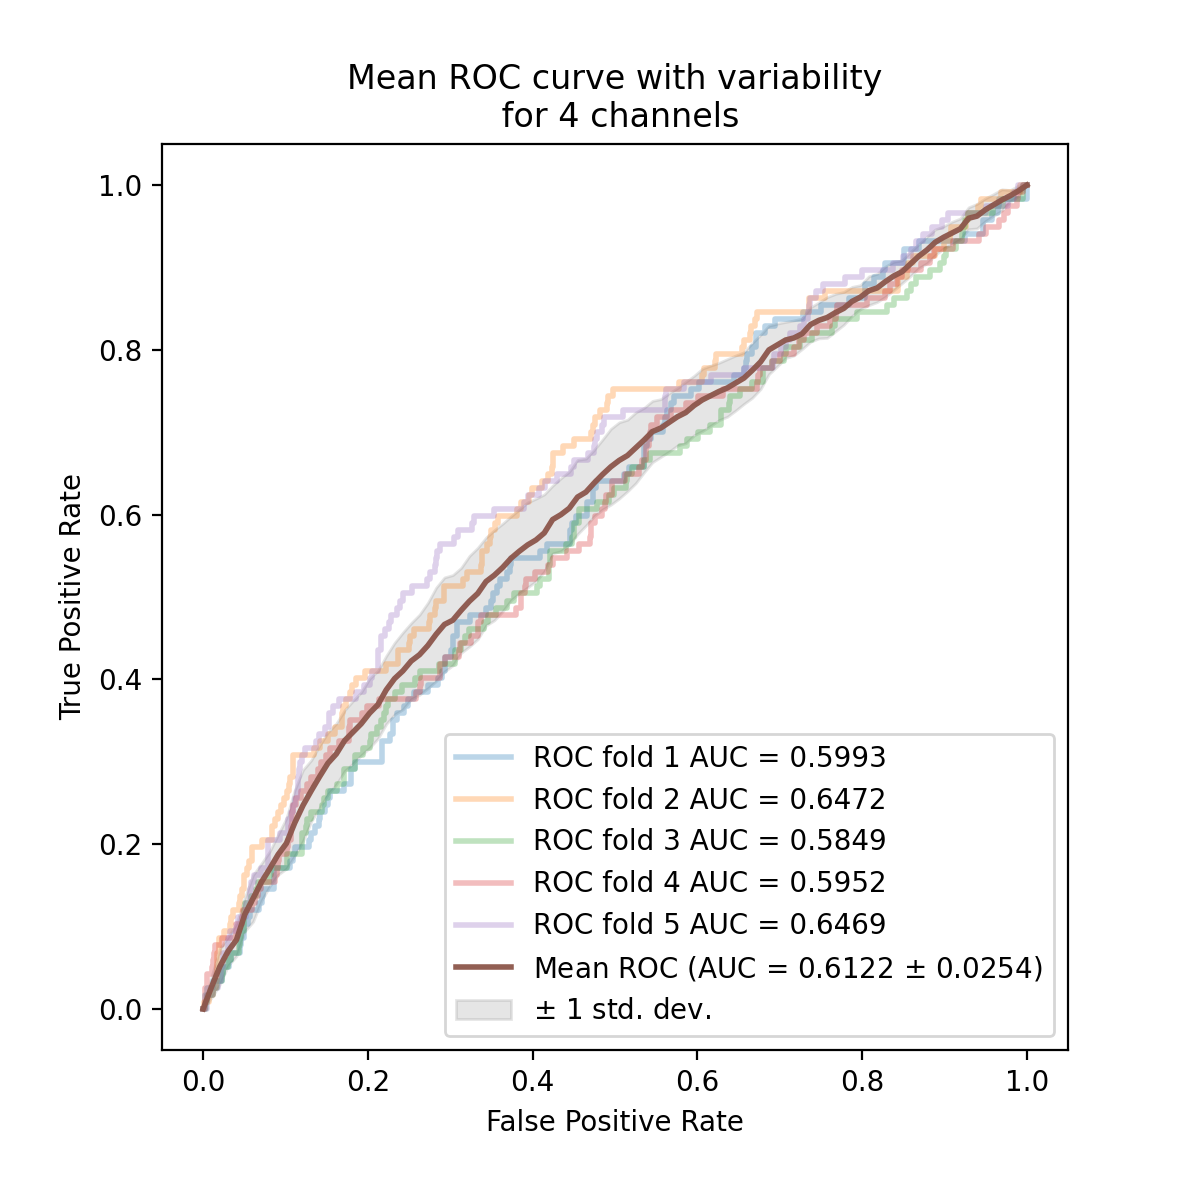 Mean ROC curve with variability
for 4 channels
1.0
0.8
0.6
0.4
0.2
0.0
True Positive Rate
ROC fold 1 AUC = 0.5993
ROC fold 2 AUC = 0.6472
ROC fold 3 AUC = 0.5849
ROC fold 4 AUC = 0.5952
ROC fold 5 AUC = 0.6469
Mean ROC (AUC = 0.6122 ± 0.0254)
± 1 std. dev.
0.0 0.2 0.4 0.6 0.8 1.0
False Positive Rate